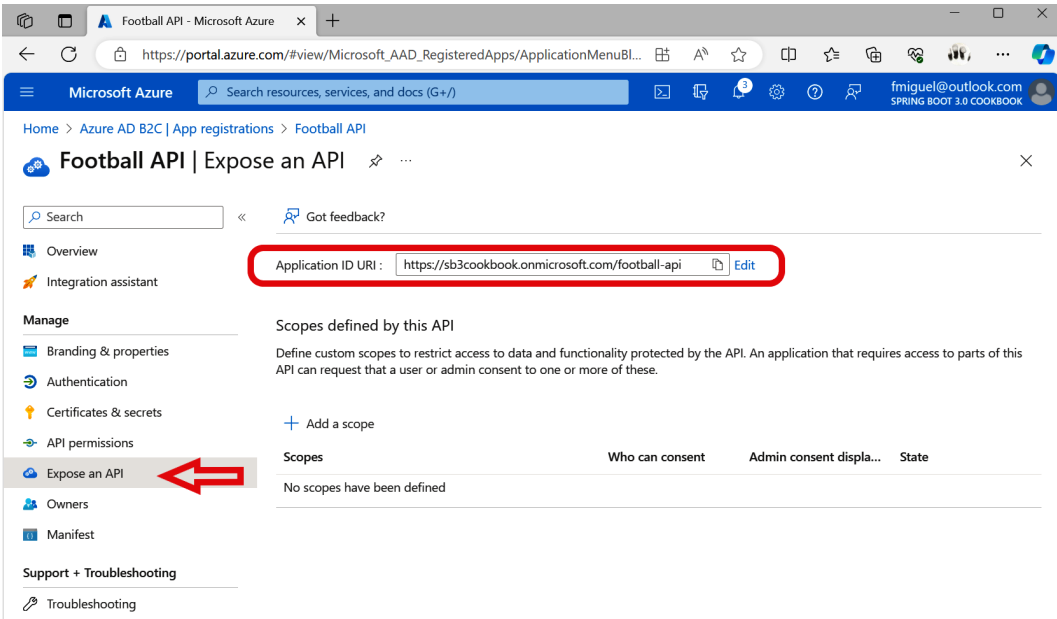 Football API - Microsoft Azure
https://portal.azure.com/#view/Microsoft_AAD_RegisteredApps/ApplicationMenuBl...
Microsoft Azure
Search resources, services, and docs (G+/)
3
fmiguel@outlook.com
SPRING BOOT 3.0 COOKBOOK
Home > Azure AD B2C | App registrations > Football API
Football API | Expose an API
Search
Got feedback?
Overview
Integration assistant
Application ID URI :
https://sb3cookbook.onmicrosoft.com/football-api
Edit
Manage
Branding & properties
Authentication
Certificates & secrets
API permissions
Expose an API
Owners
Manifest
Support + Troubleshooting
Troubleshooting
Scopes defined by this API
Define custom scopes to restrict access to data and functionality protected by the API. An application that requires access to parts of this
API can request that a user or admin consent to one or more of these.
Add a scope
Scopes Who can consent Admin consent displa... State
No scopes have been defined